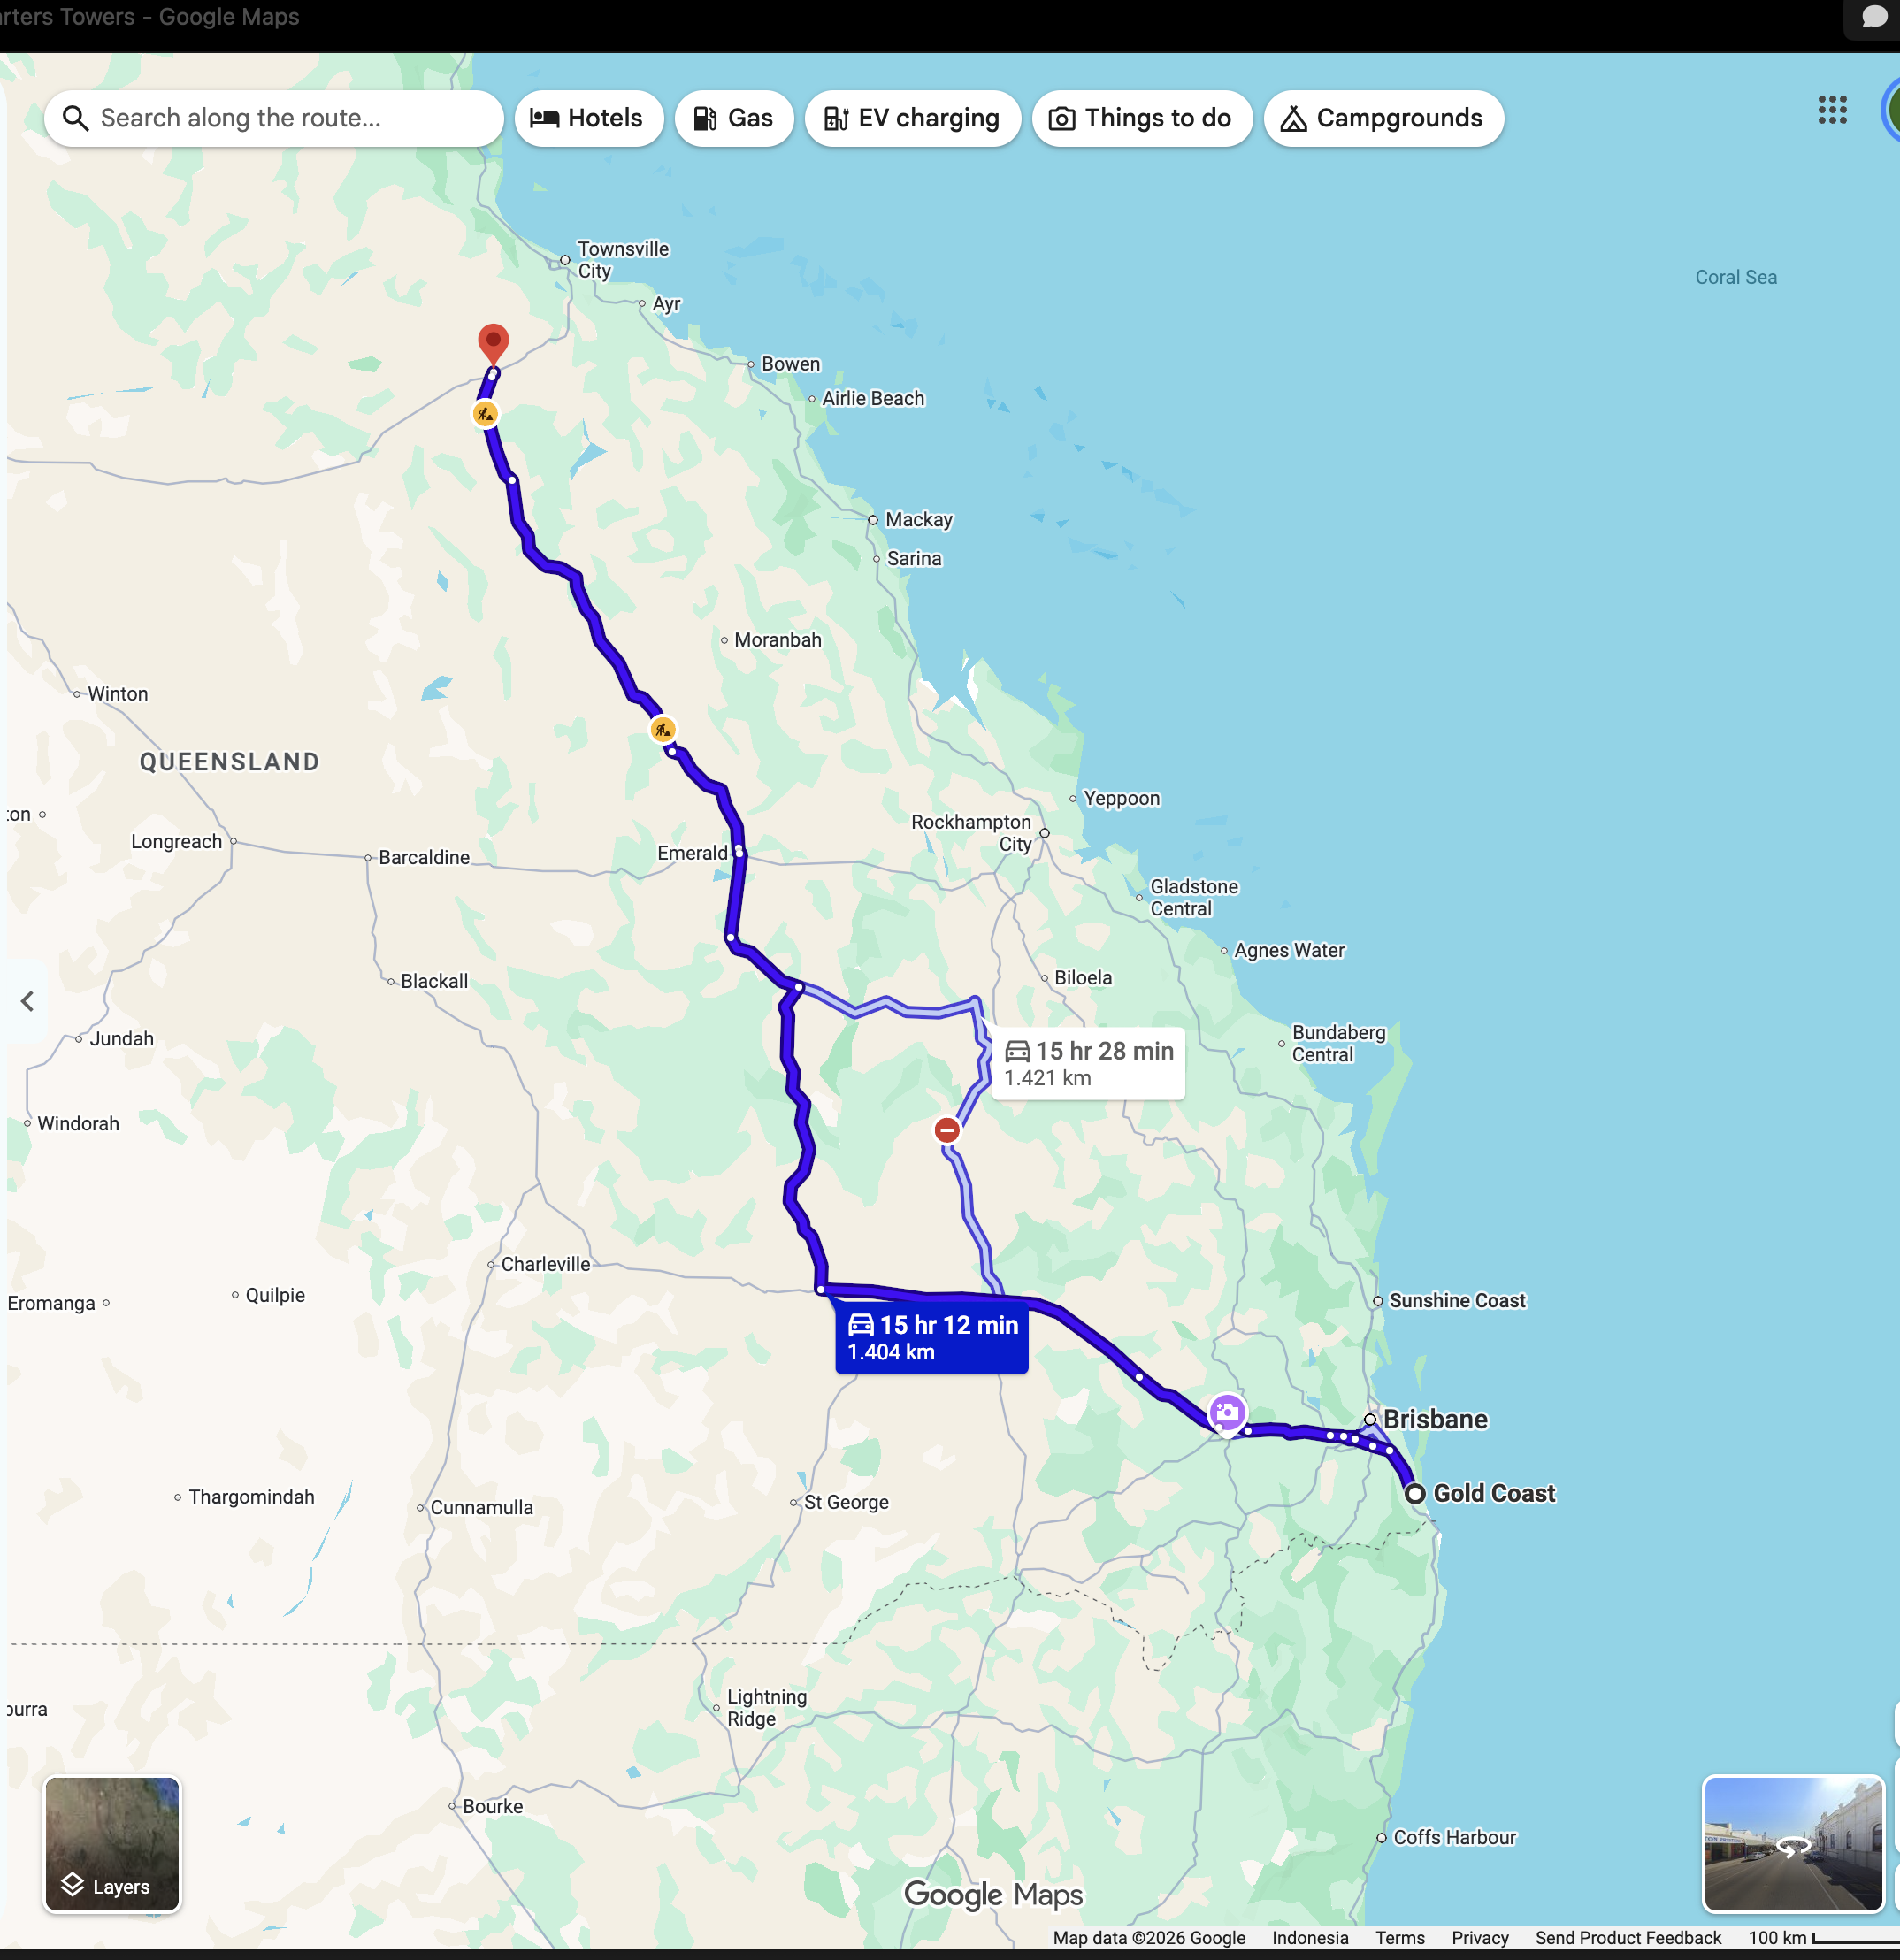 rters Towers - Google Maps
Search along the route...
Hotels
Gas
EV charging
Things to do
Campgrounds
Townsville
City
Coral Sea
Ayr
Bowen
Airlie Beach
Mackay
Sarina
Moranbah
Winton
QUEENSLAND
Yeppoon
ton
Rockhampton
City
Longreach
Barcaldine
Emerald
Gladstone
Central
Agnes Water
Blackall
Biloela
Jundah
Bundaberg
Central
15 hr 28 min
1.421 km
Windorah
Charleville
Quilpie
Eromanga
Sunshine Coast
15 hr 12 min
1.404 km
Brisbane
Gold Coast
Thargomindah
Cunnamulla
St George
Lightning
Ridge
ourra
Bourke
Coffs Harbour
Layers
Google Maps
Map data ©2026 Google
Indonesia
Terms
Privacy
Send Product Feedback
100 km